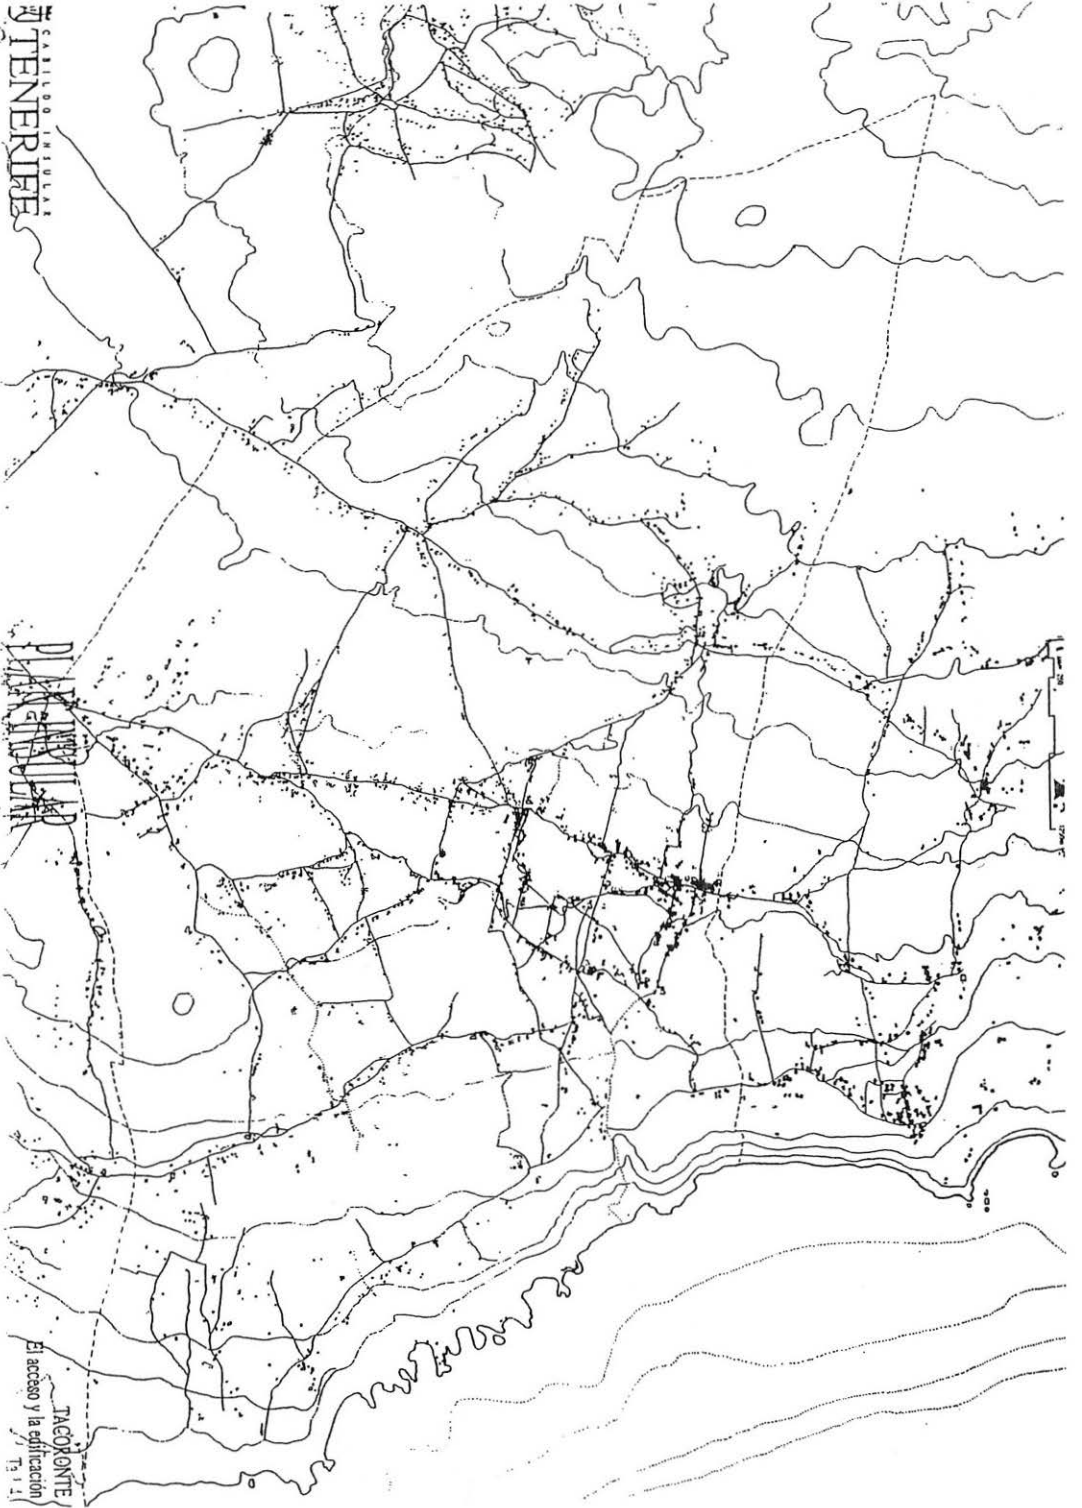 CABILDO INSULAR
TENERIFE
PLAN INSULAR
TACORONTE
El acceso y la edificación